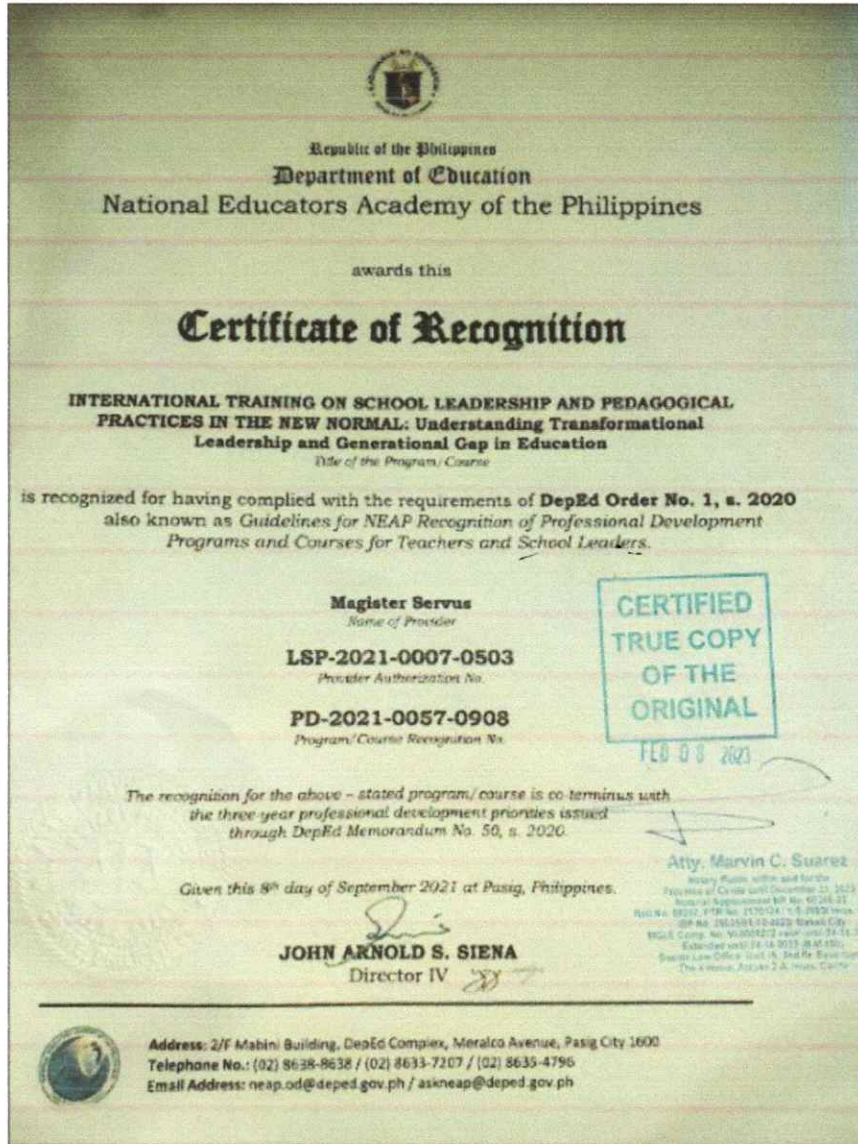 Republic of the Philippines
Department of Education
National Educators Academy of the Philippines
awards this
Certificate of Recognition
INTERNATIONAL TRAINING ON SCHOOL LEADERSHIP AND PEDAGOGICAL
PRACTICES IN THE NEW NORMAL: Understanding Transformational
Leadership and Generational Gap in Education
Title of the Program/Course
is recognized for having complied with the requirements of DepEd Order No. 1, s. 2020
also known as Guidelines for NEAP Recognition of Professional Development
Programs and Courses for Teachers and School Leaders.
Magister Servus
Name of Provider
LSP-2021-0007-0503
Provider Authorization No.
PD-2021-0057-0908
Program/Course Recognition No.
CERTIFIED
TRUE COPY
OF THE
ORIGINAL
FEB 08 2023
The recognition for the above – stated program/course is co-terminus with
the three-year professional development priorities issued
through DepEd Memorandum No. 50, s. 2020.
Atty. Marvin C. Suarez
Notary Public within and for the
Given this 8th day of September 2021 at Pasig, Philippines.
JOHN ARNOLD S. SIENA
Director IV
Address: 2/F Mabini Building, DepEd Complex, Meralco Avenue, Pasig City 1600
Telephone No.: (02) 8638-8638 / (02) 8633-7207 / (02) 8635-4796
Email Address: neap.od@deped.gov.ph / askneap@deped.gov.ph